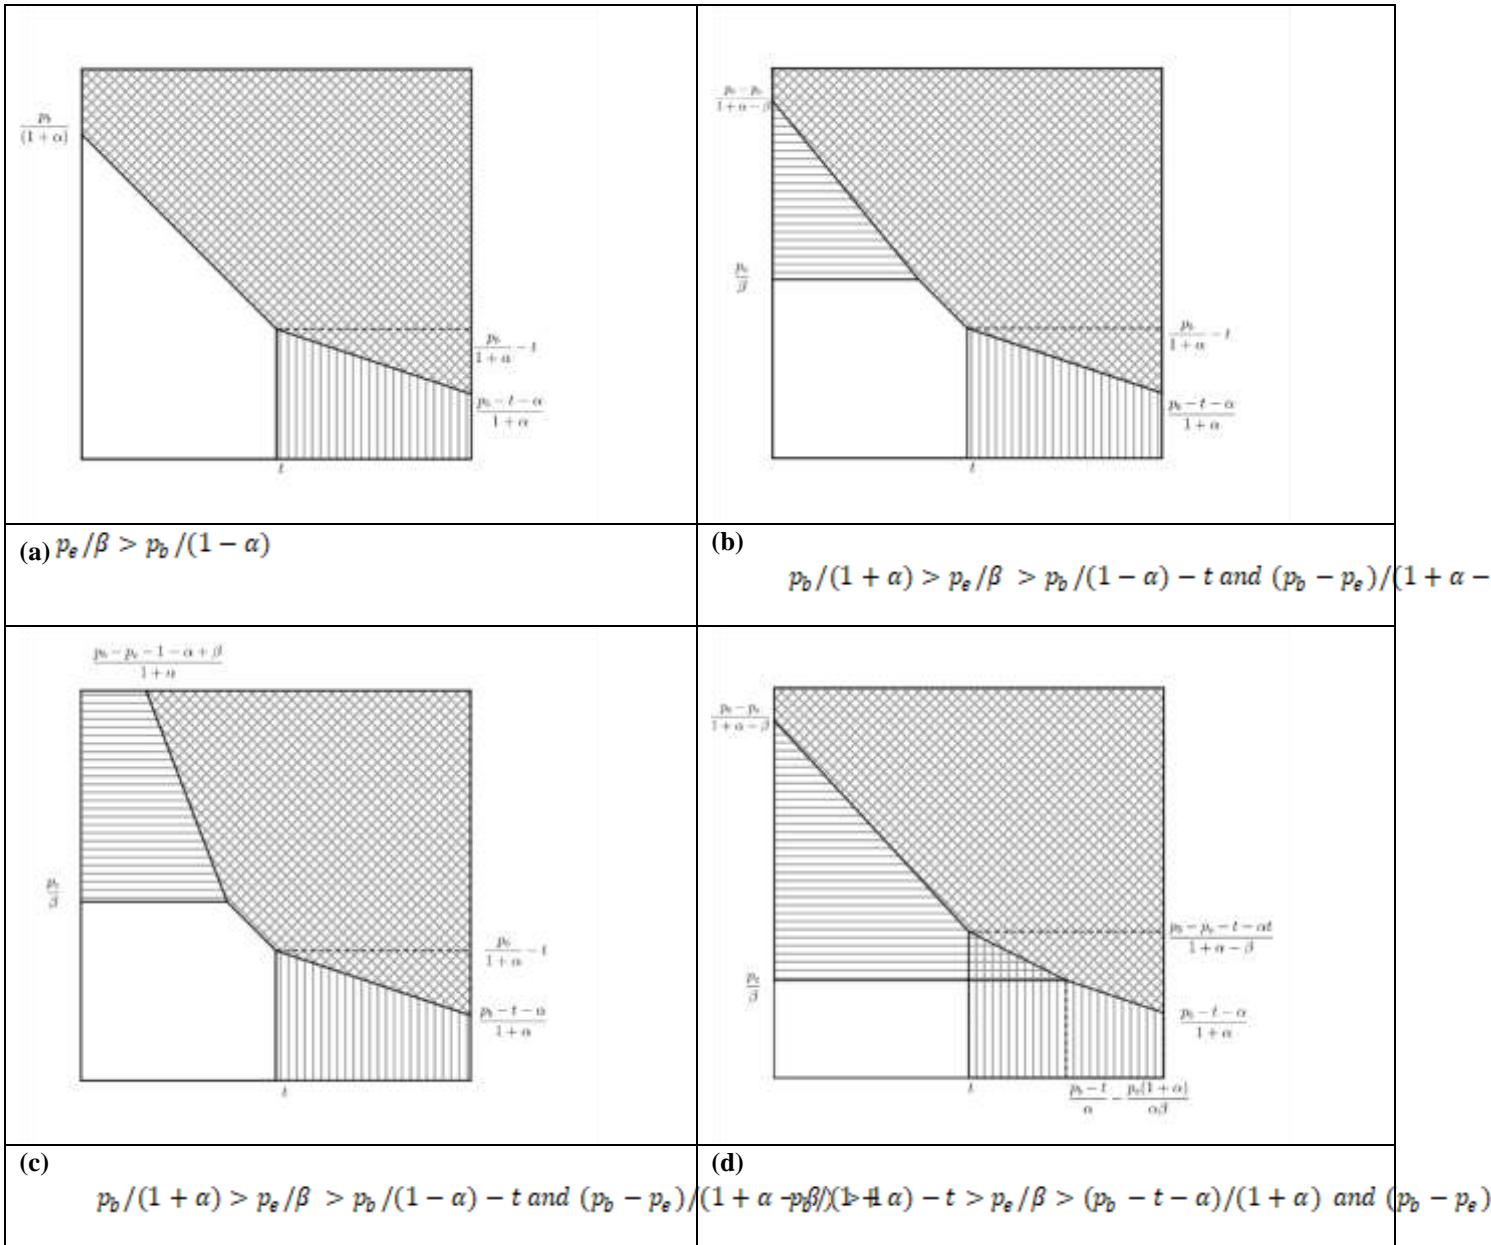 p_b/(1 + α)
p_b/(1 + α) − t
(p_b − t − α)/(1 + α)
t
(a) p_e/β > p_b/(1 − α)
(p_b − p_e)/(1 + α − β)
p_e/β
p_b/(1 + α) − t
(p_b − t − α)/(1 + α)
t
(b)
p_b/(1 + α) > p_e/β > p_b/(1 − α) − t and (p_b − p_e)/(1 + α −
(p_b − p_e − 1 − α + β)/(1 + α)
p_e/β
p_b/(1 + α) − t
(p_b − t − α)/(1 + α)
t
(c)
p_b/(1 + α) > p_e/β > p_b/(1 − α) − t and (p_b − p_e)/(1 + α
(p_b − p_e)/(1 + α − β)
(p_b − p_e − t − αt)/(1 + α − β)
p_e/β
(p_b − t − α)/(1 + α)
t
(p_b − t)/α − p_e(1 + α)/(αβ)
(d)
α) − t > p_e/β > (p_b − t − α)/(1 + α) and (p_b − p_e)